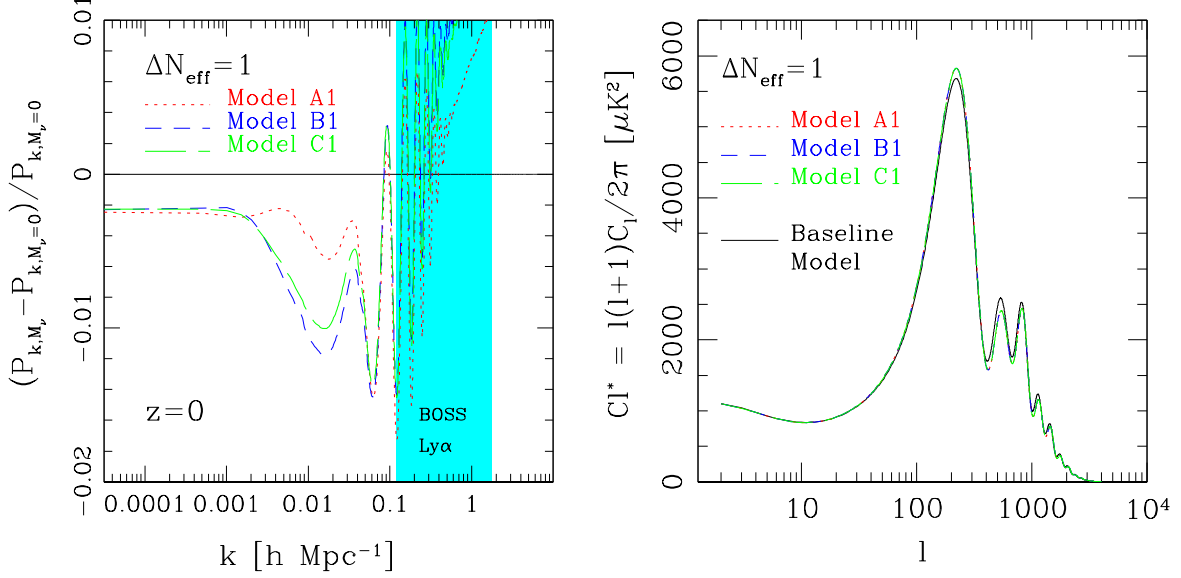 (P_k,Mν−P_k,Mν=0)/P_k,Mν=0
0.01
0
−0.01
−0.02
ΔN_eff=1
Model A1
Model B1
Model C1
z=0
BOSS
Lyα
0.0001 0.001 0.01 0.1 1
k [h Mpc⁻¹]
Cl* = l(l+1)C_l/2π [μK²]
6000
4000
2000
0
ΔN_eff=1
Model A1
Model B1
Model C1
Baseline
Model
10 100 1000 10⁴
l